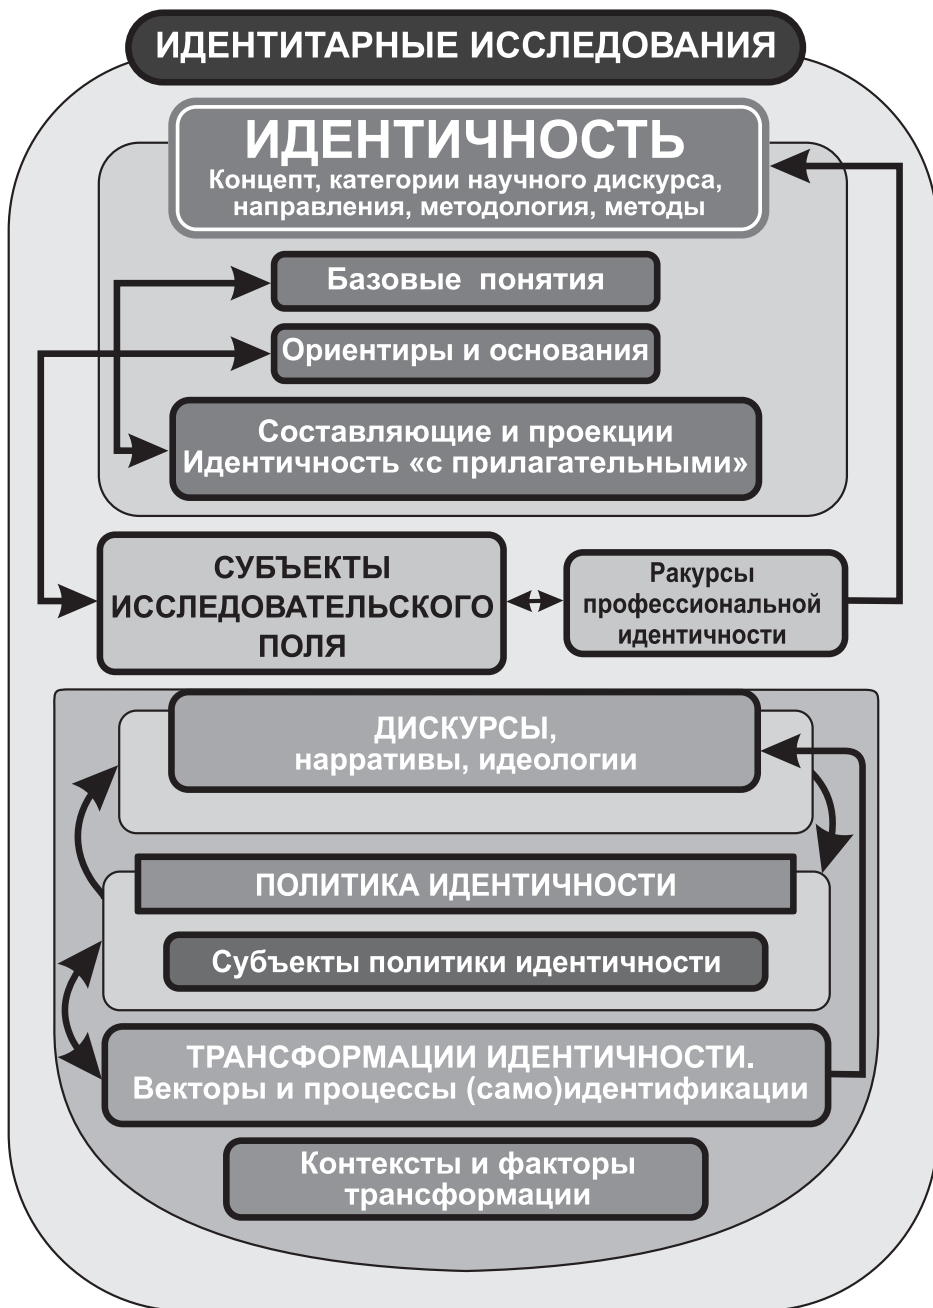 ИДЕНТИТАРНЫЕ ИССЛЕДОВАНИЯ
ИДЕНТИЧНОСТЬ
Концепт, категории научного дискурса,
направления, методология, методы
Базовые понятия
Ориентиры и основания
Составляющие и проекции
Идентичность «с прилагательными»
СУБЪЕКТЫ
ИССЛЕДОВАТЕЛЬСКОГО
ПОЛЯ
Ракурсы
профессиональной
идентичности
ДИСКУРСЫ,
нарративы, идеологии
ПОЛИТИКА ИДЕНТИЧНОСТИ
Субъекты политики идентичности
ТРАНСФОРМАЦИИ ИДЕНТИЧНОСТИ.
Векторы и процессы (само)идентификации
Контексты и факторы
трансформации